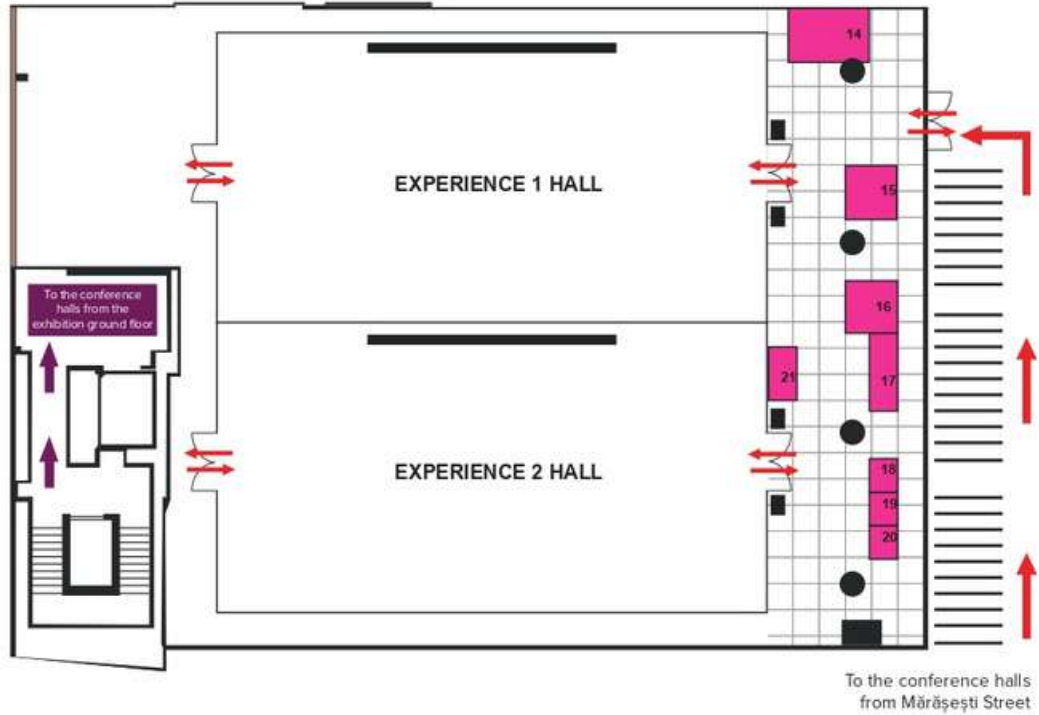 14
EXPERIENCE 1 HALL
15
To the conference
halls from the
exhibition ground floor
16
21
17
EXPERIENCE 2 HALL
18
19
20
To the conference halls
from Mărășești Street